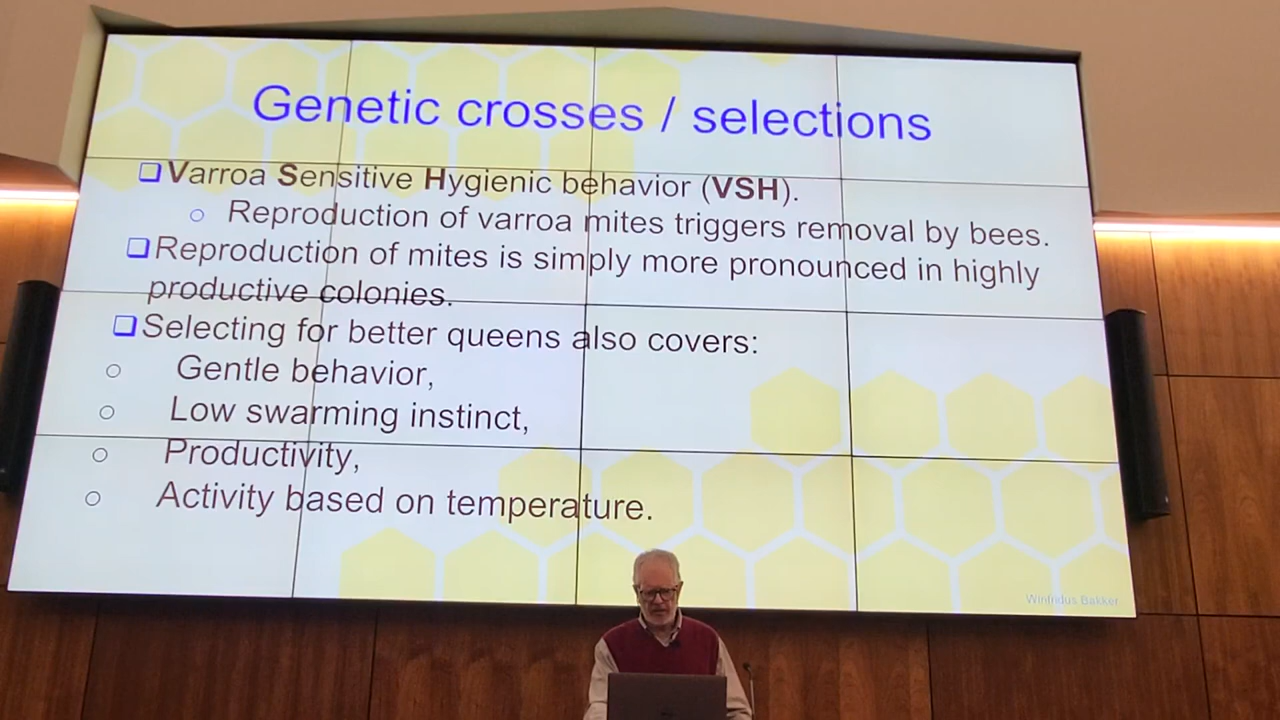 Genetic crosses / selections
❑Varroa Sensitive Hygienic behavior (VSH).
○ Reproduction of varroa mites triggers removal by bees.
❑Reproduction of mites is simply more pronounced in highly
productive colonies.
❑Selecting for better queens also covers:
○ Gentle behavior,
○ Low swarming instinct,
○ Productivity,
○ Activity based on temperature.
Winfridus Bakker